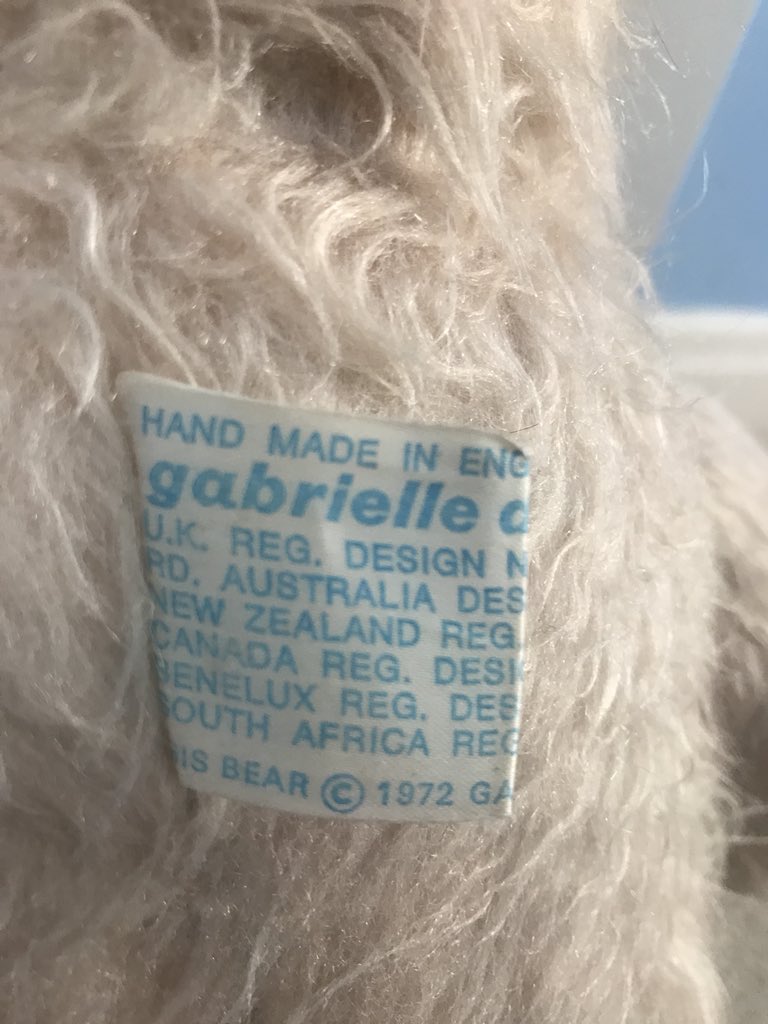 HAND MADE IN ENG
gabrielle d
U.K. REG. DESIGN N
RD. AUSTRALIA DES
NEW ZEALAND REG.
CANADA REG. DESI
BENELUX REG. DES
SOUTH AFRICA REG
IS BEAR © 1972 GA